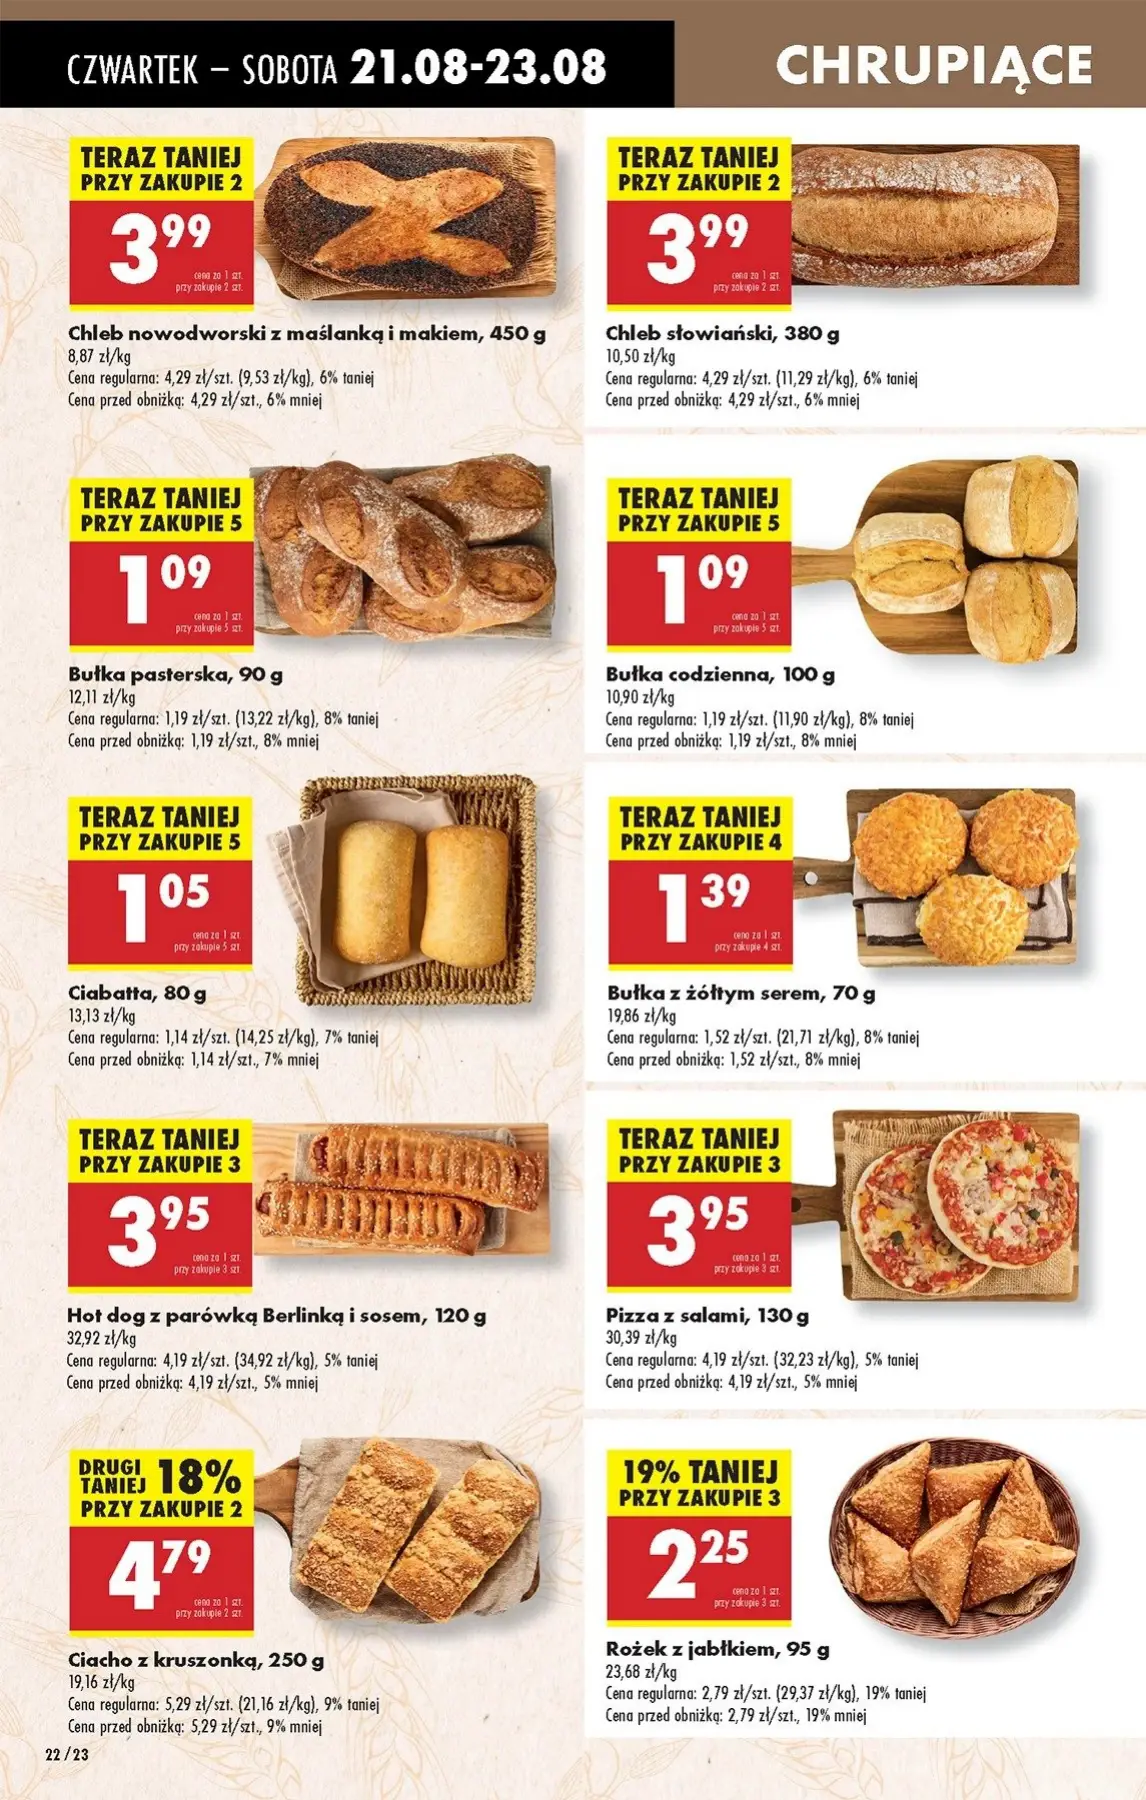 CZWARTEK – SOBOTA 21.08-23.08
CHRUPIĄCE
TERAZ TANIEJ
PRZY ZAKUPIE 2
3 99
cena za 1 szt.
przy zakupie 2 szt.
Chleb nowodworski z maślanką i makiem, 450 g
8,87 zł/kg
Cena regularna: 4,29 zł/szt. (9,53 zł/kg), 6% taniej
Cena przed obniżką: 4,29 zł/szt., 6% mniej
TERAZ TANIEJ
PRZY ZAKUPIE 2
3 99
cena za 1 szt.
przy zakupie 2 szt.
Chleb słowiański, 380 g
10,50 zł/kg
Cena regularna: 4,29 zł/szt. (11,29 zł/kg), 6% taniej
Cena przed obniżką: 4,29 zł/szt., 6% mniej
TERAZ TANIEJ
PRZY ZAKUPIE 5
1 09
cena za 1 szt.
przy zakupie 5 szt.
Bułka pasterska, 90 g
12,11 zł/kg
Cena regularna: 1,19 zł/szt. (13,22 zł/kg), 8% taniej
Cena przed obniżką: 1,19 zł/szt., 8% mniej
TERAZ TANIEJ
PRZY ZAKUPIE 5
1 09
cena za 1 szt.
przy zakupie 5 szt.
Bułka codzienna, 100 g
10,90 zł/kg
Cena regularna: 1,19 zł/szt. (11,90 zł/kg), 8% taniej
Cena przed obniżką: 1,19 zł/szt., 8% mniej
TERAZ TANIEJ
PRZY ZAKUPIE 5
1 05
cena za 1 szt.
przy zakupie 5 szt.
Ciabatta, 80 g
13,13 zł/kg
Cena regularna: 1,14 zł/szt. (14,25 zł/kg), 7% taniej
Cena przed obniżką: 1,14 zł/szt., 7% mniej
TERAZ TANIEJ
PRZY ZAKUPIE 4
1 39
cena za 1 szt.
przy zakupie 4 szt.
Bułka z żółtym serem, 70 g
19,86 zł/kg
Cena regularna: 1,52 zł/szt. (21,71 zł/kg), 8% taniej
Cena przed obniżką: 1,52 zł/szt., 8% mniej
TERAZ TANIEJ
PRZY ZAKUPIE 3
3 95
cena za 1 szt.
przy zakupie 3 szt.
Hot dog z parówką Berlinką i sosem, 120 g
32,92 zł/kg
Cena regularna: 4,19 zł/szt. (34,92 zł/kg), 5% taniej
Cena przed obniżką: 4,19 zł/szt., 5% mniej
TERAZ TANIEJ
PRZY ZAKUPIE 3
3 95
cena za 1 szt.
przy zakupie 3 szt.
Pizza z salami, 130 g
30,39 zł/kg
Cena regularna: 4,19 zł/szt. (32,23 zł/kg), 5% taniej
Cena przed obniżką: 4,19 zł/szt., 5% mniej
DRUGI
TANIEJ 18%
PRZY ZAKUPIE 2
4 79
cena za 1 szt.
przy zakupie 2 szt.
Ciacho z kruszonką, 250 g
19,16 zł/kg
Cena regularna: 5,29 zł/szt. (21,16 zł/kg), 9% taniej
Cena przed obniżką: 5,29 zł/szt., 9% mniej
19% TANIEJ
PRZY ZAKUPIE 3
2 25
cena za 1 szt.
przy zakupie 3 szt.
Rożek z jabłkiem, 95 g
23,68 zł/kg
Cena regularna: 2,79 zł/szt. (29,37 zł/kg), 19% taniej
Cena przed obniżką: 2,79 zł/szt., 19% mniej
22 / 23